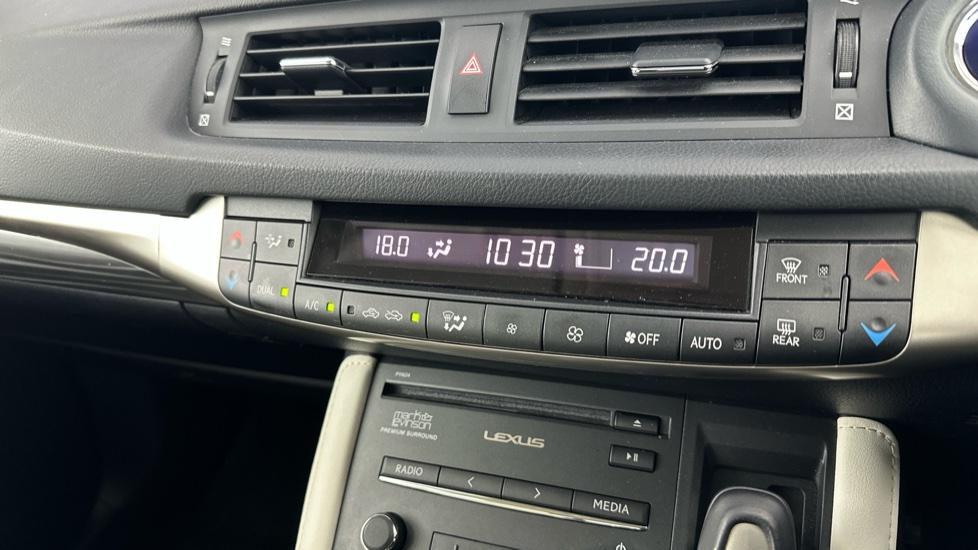 18.0 10 30 20.0
FRONT
DUAL
A/C
OFF
AUTO
REAR
mark levinson
PREMIUM SURROUND
LEXUS
RADIO
MEDIA